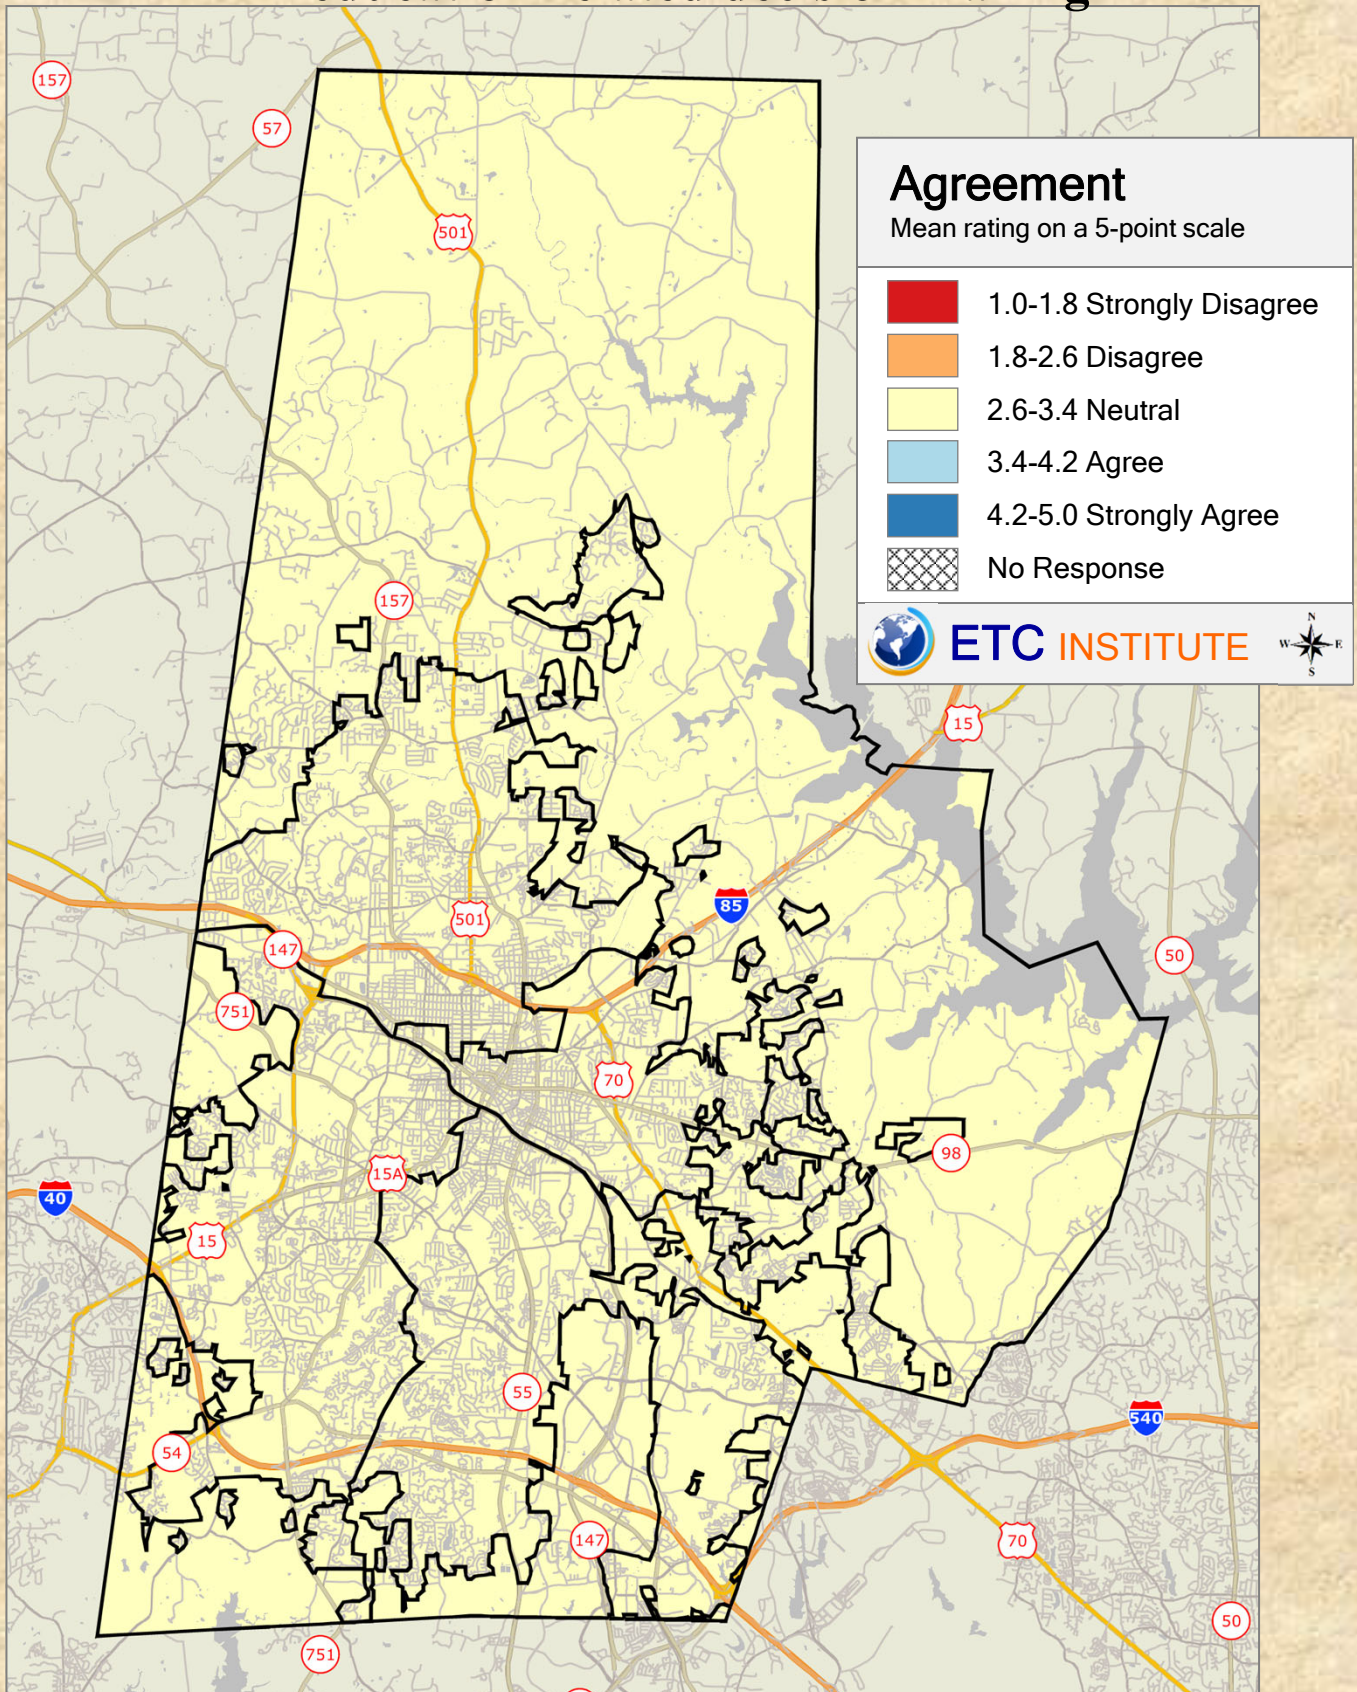 157
57
501
Agreement
Mean rating on a 5-point scale
1.0-1.8 Strongly Disagree
1.8-2.6 Disagree
2.6-3.4 Neutral
3.4-4.2 Agree
4.2-5.0 Strongly Agree
No Response
ETC INSTITUTE
N
W
E
S
157
15
85
501
147
50
751
70
98
15A
40
15
55
540
54
147
70
50
751